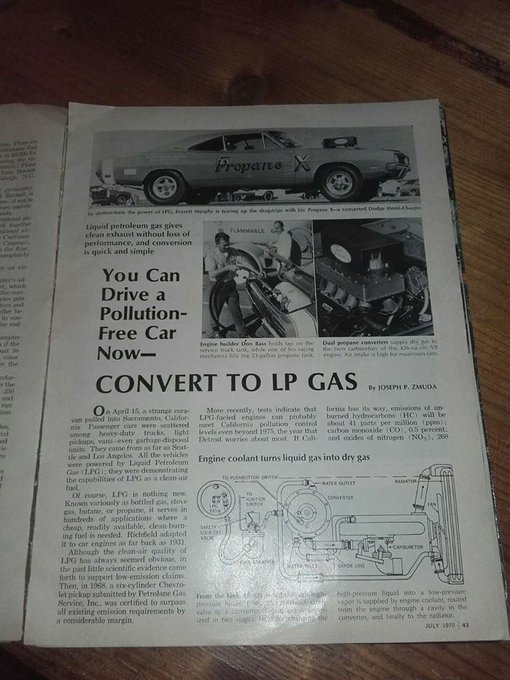 Propane X
To demonstrate the power of LPG, Everett Murphy is tearing up the dragstrips with his Propane X—a converted Dodge Hemi-Charger.
Liquid petroleum gas gives
clean exhaust without loss of
performance, and conversion
is quick and simple
You Can
Drive a
Pollution-
Free Car
Now—
FLAMMABLE
Engine builder Don Bass holds tap on the
service truck tank, while one of his racing
mechanics fills the 21-gallon propane tank.
Dual propane converters supply dry gas to
the twin carburetors of the 426-cu.-in. V8
engine. Air intake is high for maximum ram.
CONVERT TO LP GAS
By JOSEPH P. ZMUDA
On April 15, a strange cara-
van pulled into Sacramento, Califor-
nia. Passenger cars were scattered
among heavy-duty trucks, light
pickups, vans—even garbage-disposal
units. They came from as far as Seat-
tle and Los Angeles. All the vehicles
were powered by Liquid Petroleum
Gas (LPG); they were demonstrating
the capabilities of LPG as a clean-air
fuel.
Of course, LPG is nothing new.
Known variously as bottled gas, stove
gas, butane, or propane, it serves in
hundreds of applications where a
cheap, readily available, clean-burn-
ing fuel is needed. Richfield adapted
it to car engines as far back as 1931.
Although the clean-air quality of
LPG has always seemed obvious, in
the past little scientific evidence came
forth to support low-emission claims.
Then, in 1968, a six-cylinder Chevro-
let pickup submitted by Petrolane Gas
Service, Inc., was certified to surpass
all existing emission requirements by
a considerable margin.
More recently, tests indicate that
LPG-fueled engines can probably
meet California pollution control
levels even beyond 1975, the year that
Detroit worries about most. If Cali-
fornia has its way, emissions of un-
burned hydrocarbons (HC) will be
about 41 parts per million (ppm);
carbon monoxide (CO), 0.5 percent;
and oxides of nitrogen (NOx), 268
Engine coolant turns liquid gas into dry gas
TO PUSHBUTTON SWITCH
WATER OUTLET
RADIATOR
LPG
TANK
TO
IGNITION
SWITCH
CONVERTER
FAN
SAFETY
LOCK-OFF
VALVE
CARBURETOR
FUEL STRAINER
WATER INLET
VAPOR LINE
From the tank,
high-pressure liquid into a low-pressure
vapor is supplied by engine coolant, routed
from the engine through a cavity in the
converter, and finally to the radiator.
JULY 1970 | 43